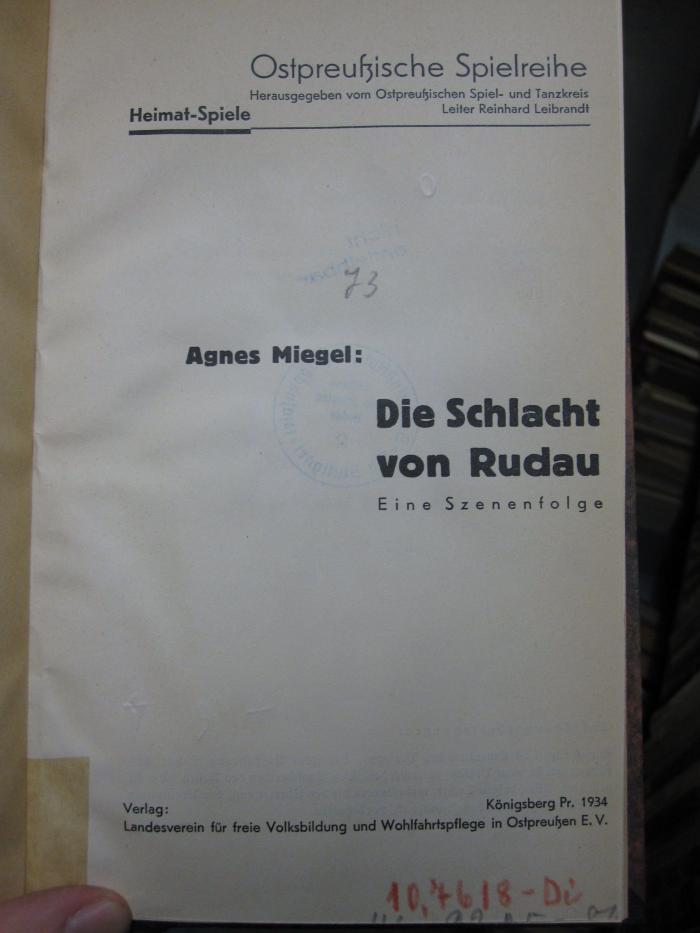 Ostpreußische Spielreihe
Herausgegeben vom Ostpreußischen Spiel- und Tanzkreis
Leiter Reinhard Leibrandt
Heimat-Spiele
73
Agnes Miegel:
Die Schlacht
von Rudau
Eine Szenenfolge
Verlag:
Königsberg Pr. 1934
Landesverein für freie Volksbildung und Wohlfahrtspflege in Ostpreußen E. V.
10,7618-Di